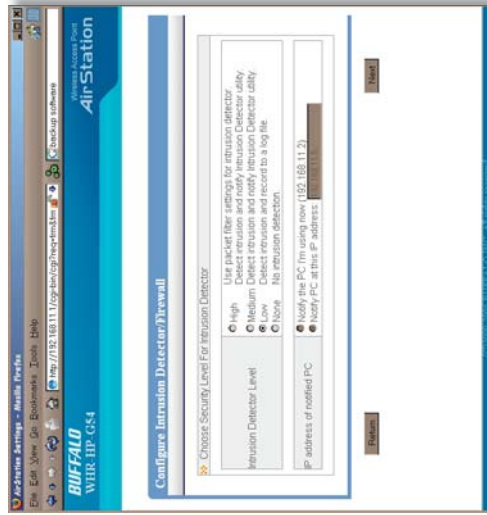 AirStation Settings - Mozilla Firefox
File Edit View Go Bookmarks Tools Help
http://192.168.11.1/cgi-bin/cgi?req=frm&frm
backup software
BUFFALO
WHR-HP-G54
Wireless Access Point
AirStation
Configure Intrusion Detector/Firewall
Choose Security Level For Intrusion Detector
Intrusion Detector Level
High Use packet filter settings for intrusion detector.
Detect intrusion and notify Intrusion Detector utility.
Medium Detect intrusion and notify Intrusion Detector utility.
Low Detect intrusion and record to a log file.
None No intrusion detection.
IP address of notified PC
Notify the PC I'm using now (192.168.11.2)
Notify PC at this IP address:
Return
Next